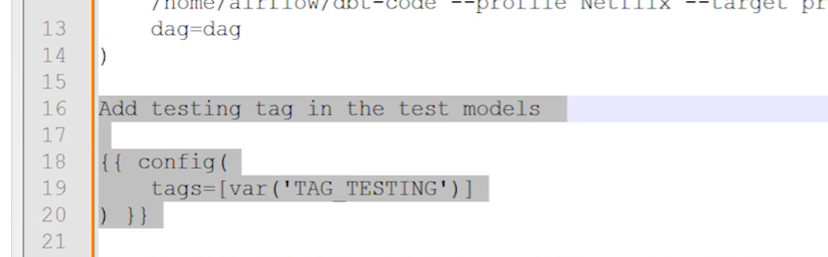 /home/airflow/dbt-code --profile Netflix --target pr
13 dag=dag
14 )
15
16 Add testing tag in the test models
17
18 {{ config(
19 tags=[var('TAG_TESTING')]
20 ) }}
21